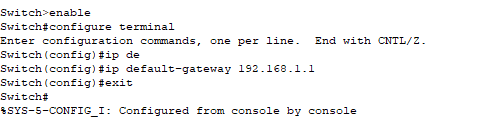 Switch>enable
Switch#configure terminal
Enter configuration commands, one per line.  End with CNTL/Z.
Switch(config)#ip de
Switch(config)#ip default-gateway 192.168.1.1
Switch(config)#exit
Switch#
%SYS-5-CONFIG_I: Configured from console by console